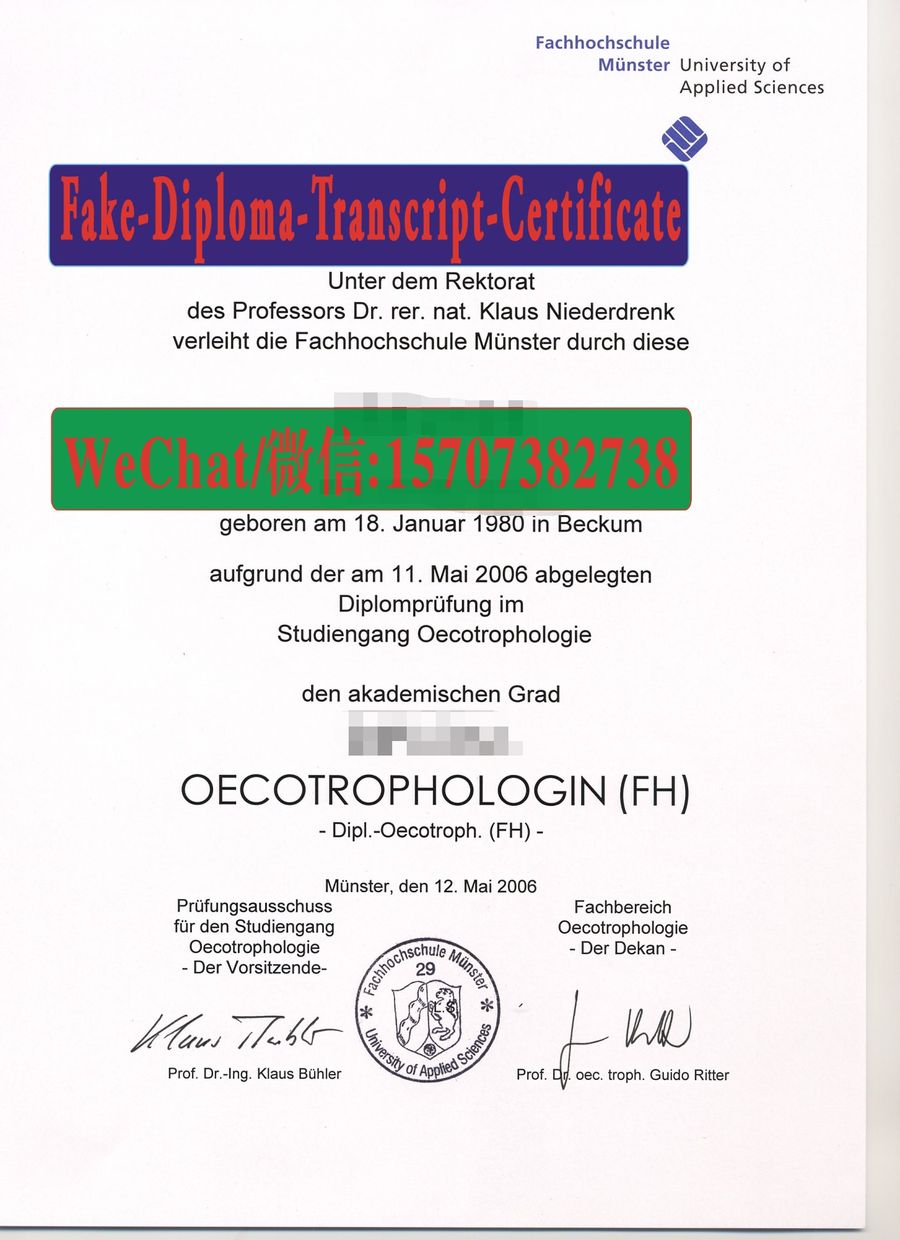 Fachhochschule
Münster University of
Applied Sciences
Fake-Diploma-Transcript-Certificate
Unter dem Rektorat
des Professors Dr. rer. nat. Klaus Niederdrenk
verleiht die Fachhochschule Münster durch diese
WeChat/微信:15707382738
geboren am 18. Januar 1980 in Beckum
aufgrund der am 11. Mai 2006 abgelegten
Diplomprüfung im
Studiengang Oecotrophologie
den akademischen Grad
OECOTROPHOLOGIN (FH)
- Dipl.-Oecotroph. (FH) -
Münster, den 12. Mai 2006
Prüfungsausschuss
für den Studiengang
Oecotrophologie
- Der Vorsitzende-
Fachbereich
Oecotrophologie
- Der Dekan -
Fachhochschule Münster
29
L.S.
University of Applied Sciences
Prof. Dr.-Ing. Klaus Bühler
Prof. Dr. oec. troph. Guido Ritter